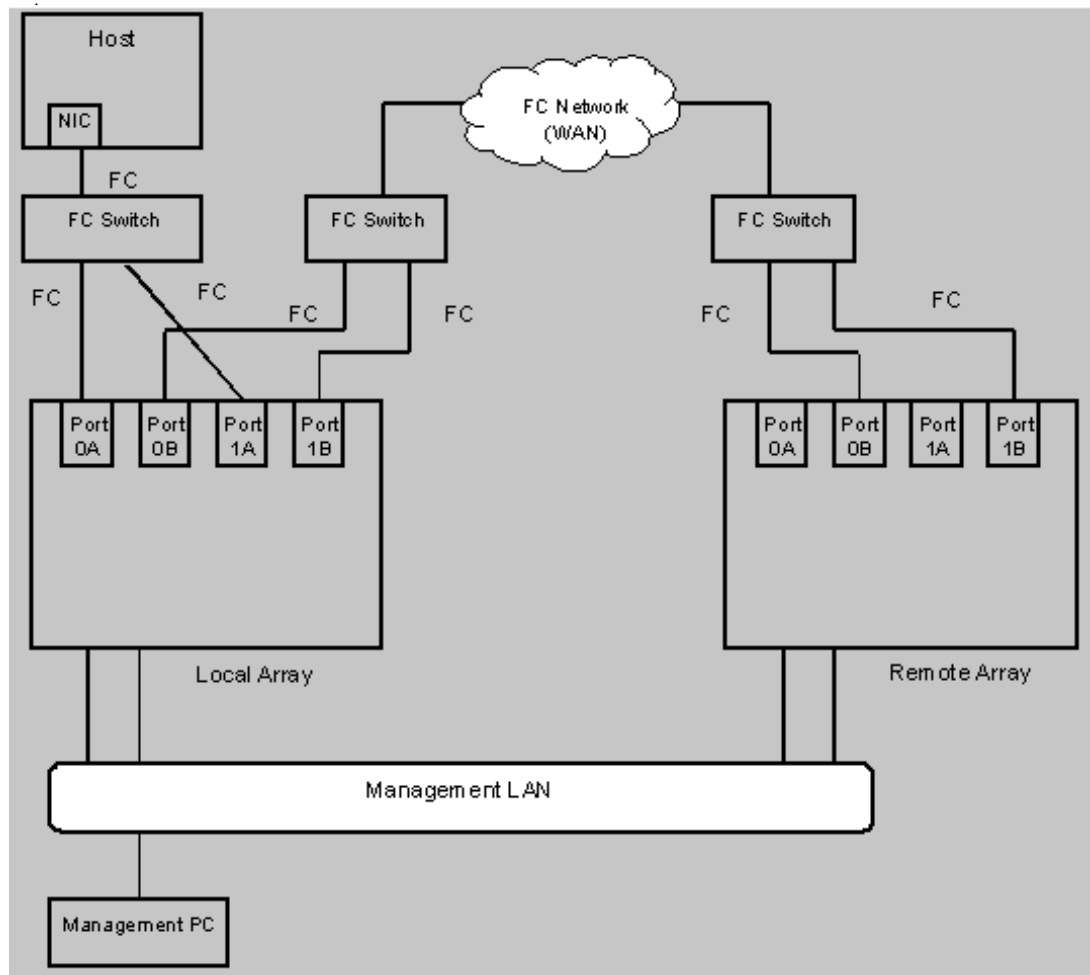 Host
NIC
FC Network
(WAN)
FC
FC Switch
FC Switch
FC Switch
FC
FC
FC
FC
FC
FC
Port
0A
Port
0B
Port
1A
Port
1B
Port
0A
Port
0B
Port
1A
Port
1B
Local Array
Remote Array
Management LAN
Management PC